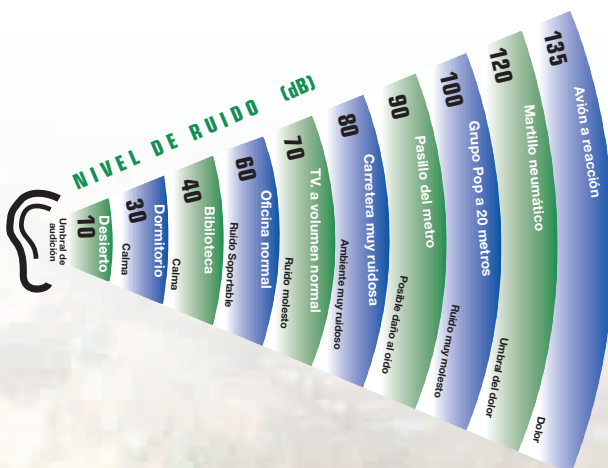 NIVEL DE RUIDO (dB)
Umbral de
audición
10
Desierto
Calma
30
Dormitorio
Calma
40
Bibiloteca
Ruido Soportable
60
Oficina normal
Ruido molesto
70
TV. a volumen normal
Ambiente muy ruidoso
80
Carretera muy ruidosa
Posible daño al oido
90
Pasillo del metro
Ruido muy molesto
100
Grupo Pop a 20 metros
Umbral del dolor
120
Martillo neumático
Dolor
135
Avión a reacción